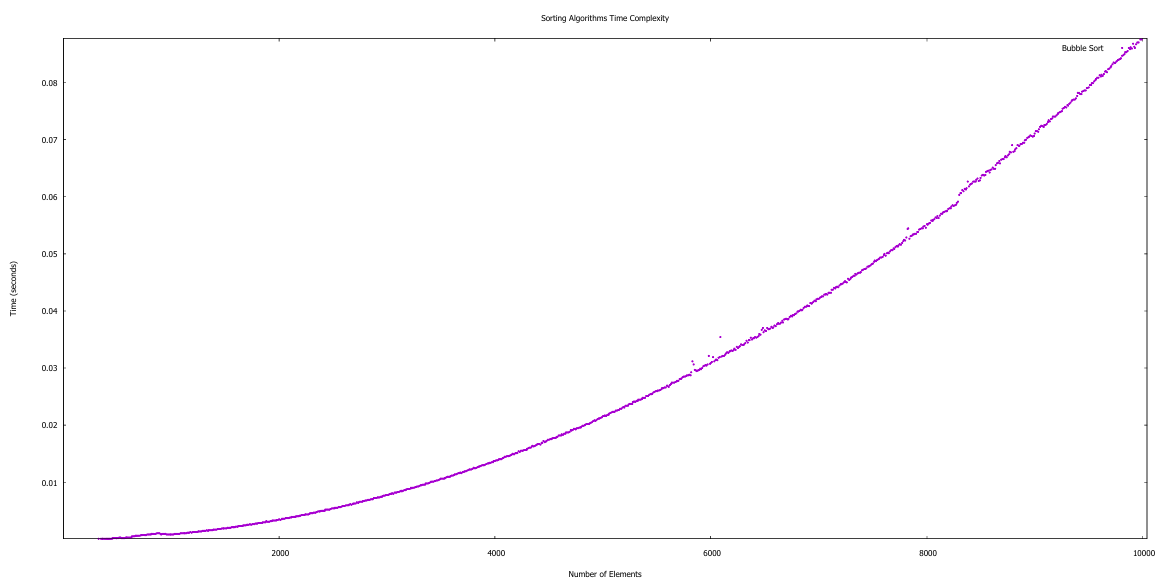 Sorting Algorithms Time Complexity
Bubble Sort
0.08
0.07
0.06
0.05
0.04
0.03
0.02
0.01
Time (seconds)
2000 4000 6000 8000 10000
Number of Elements